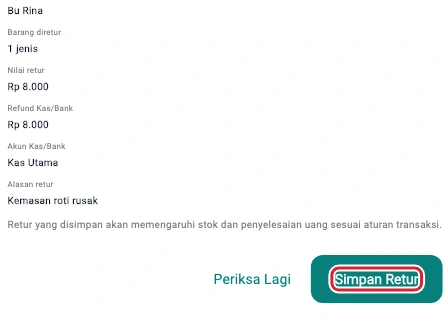 Bu Rina
Barang diretur
1 jenis
Nilai retur
Rp 8.000
Refund Kas/Bank
Rp 8.000
Akun Kas/Bank
Kas Utama
Alasan retur
Kemasan roti rusak
Retur yang disimpan akan memengaruhi stok dan penyelesaian uang sesuai aturan transaksi.
Periksa Lagi
Simpan Retur